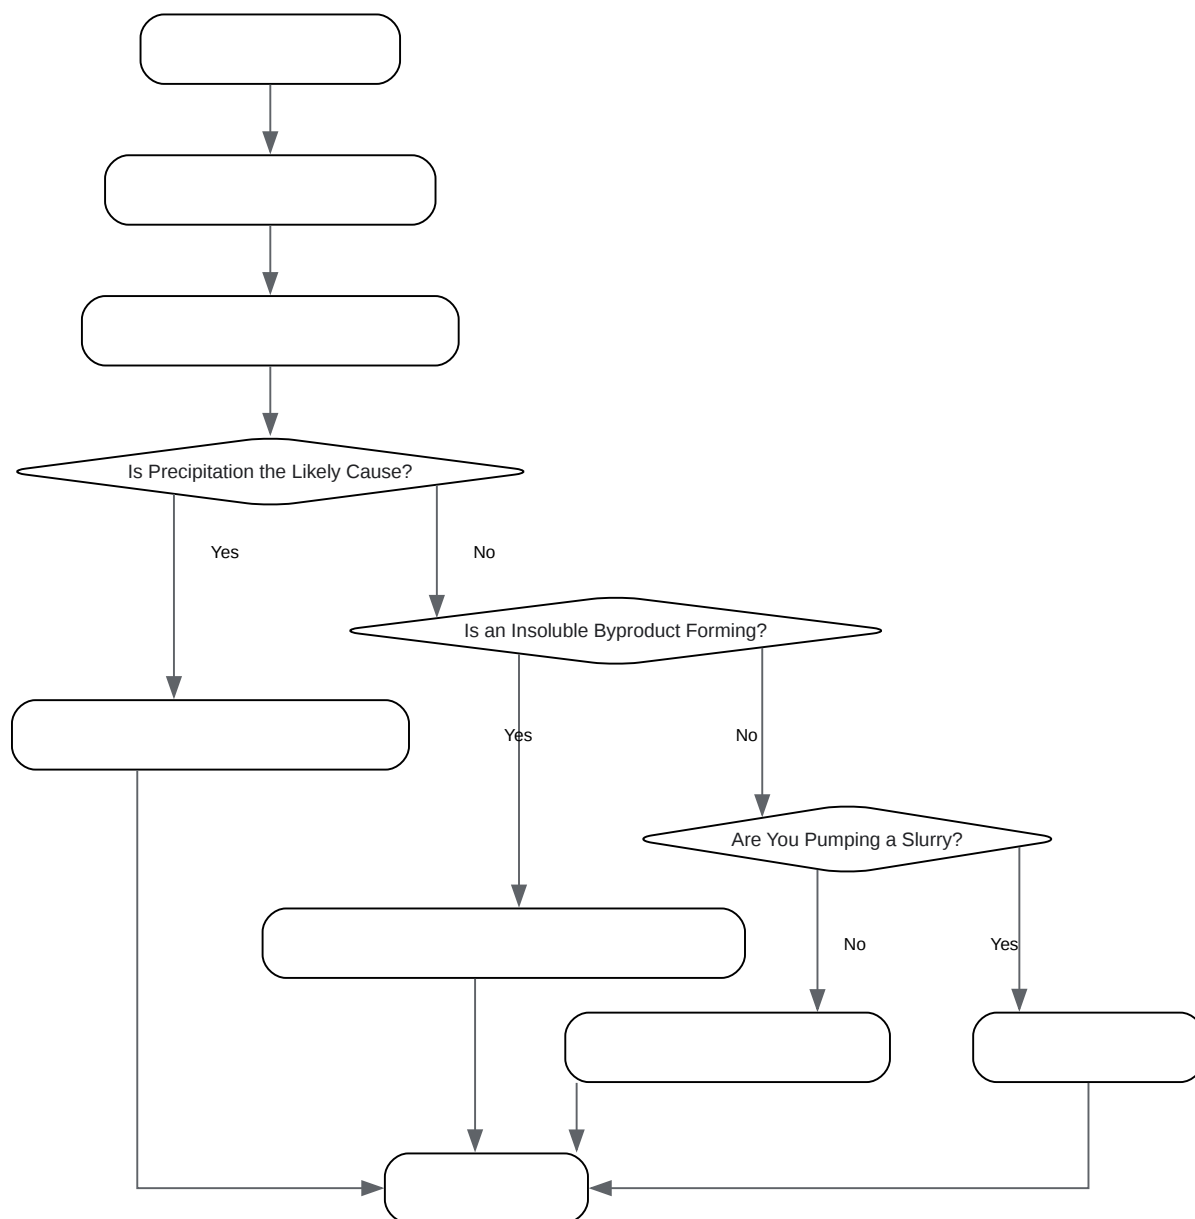 Is Precipitation the Likely Cause?
Yes
No
Is an Insoluble Byproduct Forming?
Yes
No
Are You Pumping a Slurry?
No
Yes